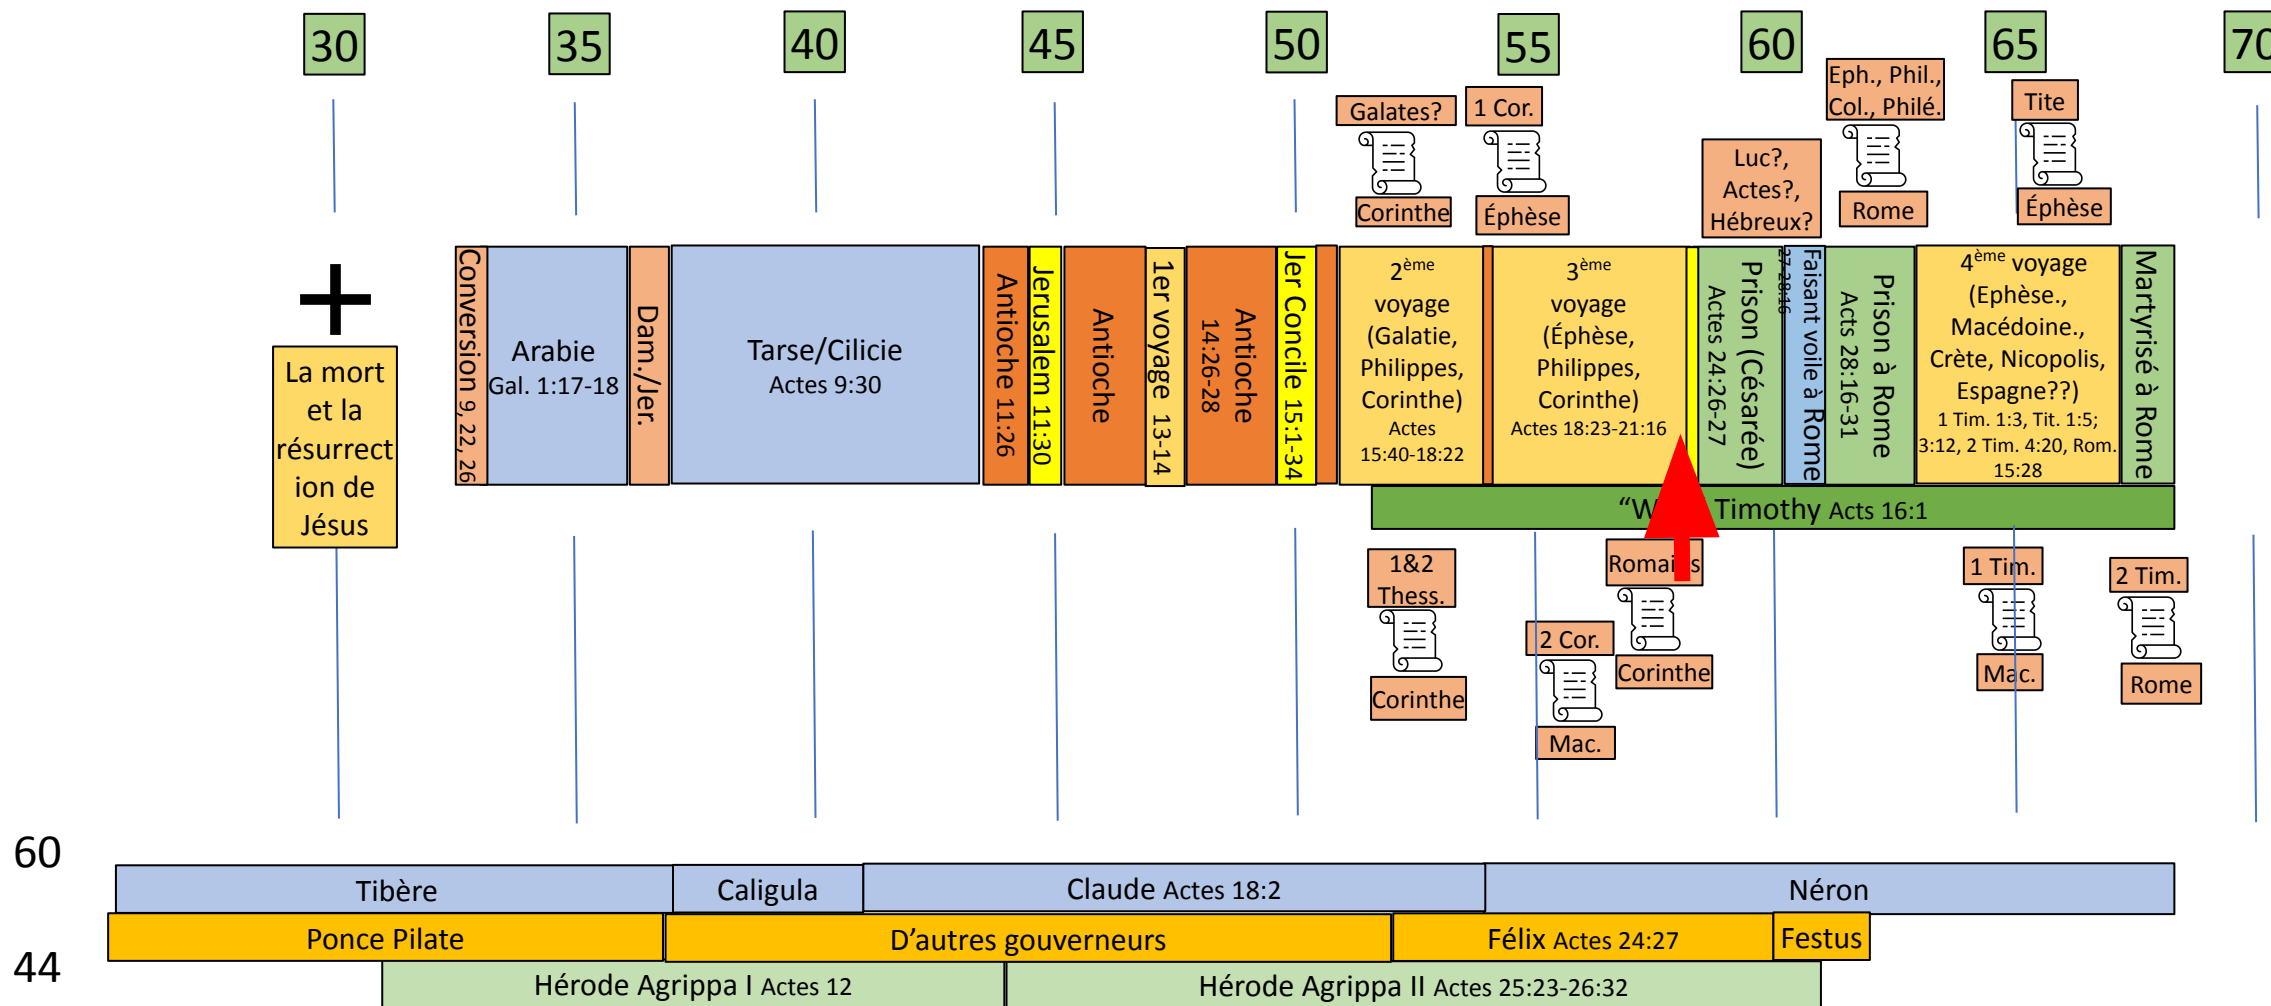 30
35
40
45
50
55
60
65
70
Galates?
Corinthe
1 Cor.
Éphèse
Luc?,
Actes?,
Hébreux?
Eph., Phil.,
Col., Philé.
Rome
Tite
Éphèse
La mort
et la
résurrect
ion de
Jésus
Conversion 9, 22, 26
Arabie
Gal. 1:17-18
Dam./Jer.
Tarse/Cilicie
Actes 9:30
Antioche 11:26
Jerusalem 11:30
Antioche
1er voyage 13-14
Antioche
14:26-28
Jer Concile 15:1-34
2ème
voyage
(Galatie,
Philippes,
Corinthe)
Actes
15:40-18:22
3ème
voyage
(Éphèse,
Philippes,
Corinthe)
Actes 18:23-21:16
Prison (Césarée)
Actes 24:26-27
Faisant voile à Rome
27-28:16
Prison à Rome
Acts 28:16-31
4ème voyage
(Ephèse.,
Macédoine.,
Crète, Nicopolis,
Espagne??)
1 Tim. 1:3, Tit. 1:5;
3:12, 2 Tim. 4:20, Rom.
15:28
Martyrisé à Rome
Timothy Acts 16:1
1&2
Thess.
Corinthe
2 Cor.
Mac.
Romains
Corinthe
1 Tim.
Mac.
2 Tim.
Rome
60
Tibère
Caligula
Claude Actes 18:2
Néron
Ponce Pilate
D’autres gouverneurs
Félix Actes 24:27
Festus
44
Hérode Agrippa I Actes 12
Hérode Agrippa II Actes 25:23-26:32